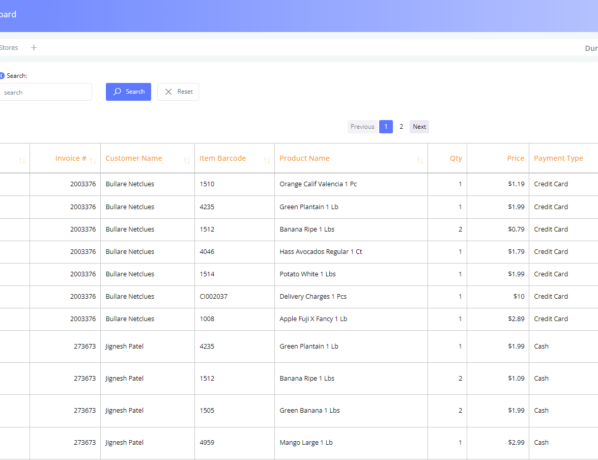 oard
Stores +
Dur
Search:
search
Search
Reset
Previous 1 2 Next
Invoice # Customer Name Item Barcode Product Name Qty Price Payment Type
2003376 Bullare Netclues 1510 Orange Calif Valencia 1 Pc 1 $1.19 Credit Card
2003376 Bullare Netclues 4235 Green Plantain 1 Lb 1 $1.99 Credit Card
2003376 Bullare Netclues 1512 Banana Ripe 1 Lbs 2 $0.79 Credit Card
2003376 Bullare Netclues 4046 Hass Avocados Regular 1 Ct 1 $1.79 Credit Card
2003376 Bullare Netclues 1514 Potato White 1 Lbs 1 $1.99 Credit Card
2003376 Bullare Netclues CI002037 Delivery Charges 1 Pcs 1 $10 Credit Card
2003376 Bullare Netclues 1008 Apple Fuji X Fancy 1 Lb 1 $2.89 Credit Card
273673 Jignesh Patel 4235 Green Plantain 1 Lb 1 $1.99 Cash
273673 Jignesh Patel 1512 Banana Ripe 1 Lbs 2 $1.09 Cash
273673 Jignesh Patel 1505 Green Banana 1 Lbs 2 $1.99 Cash
273673 Jignesh Patel 4959 Mango Large 1 Lb 1 $2.99 Cash